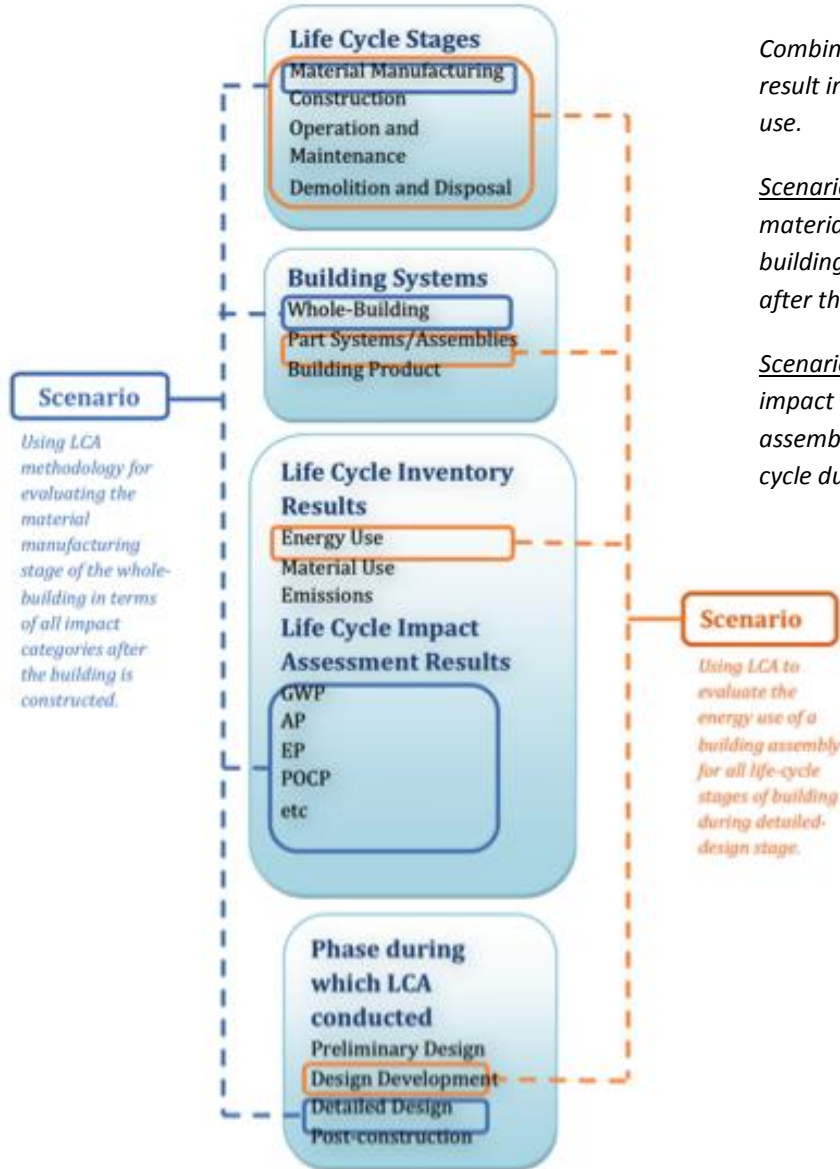 Life Cycle Stages
Material Manufacturing
Construction
Operation and
Maintenance
Demolition and Disposal
Building Systems
Whole-Building
Part Systems/Assemblies
Building Product
Scenario
Using LCA
methodology for
evaluating the
material
manufacturing
stage of the whole-
building in terms
of all impact
categories after
the building is
constructed.
Life Cycle Inventory
Results
Energy Use
Material Use
Emissions
Life Cycle Impact
Assessment Results
GWP
AP
EP
POCP
etc
Phase during
which LCA
conducted
Preliminary Design
Design Development
Detailed Design
Post-construction
Scenario
Using LCA to
evaluate the
energy use of a
building assembly
for all life-cycle
stages of building
during detailed-
design stage.
Combin
result in
use.
Scenario
materia
building
after th
Scenario
impact
assemb
cycle du